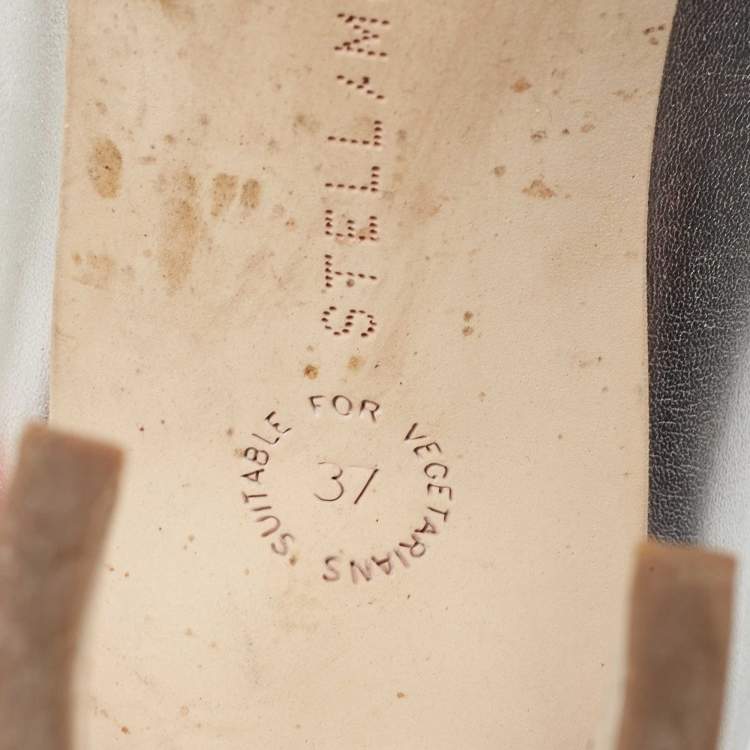 STELLA M
SUITABLE FOR VEGETARIANS
37